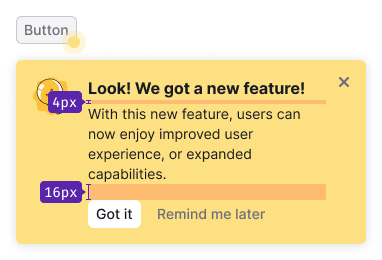 Button
Look! We got a new feature!
4px
With this new feature, users can
now enjoy improved user
experience, or expanded
capabilities.
16px
Got it
Remind me later